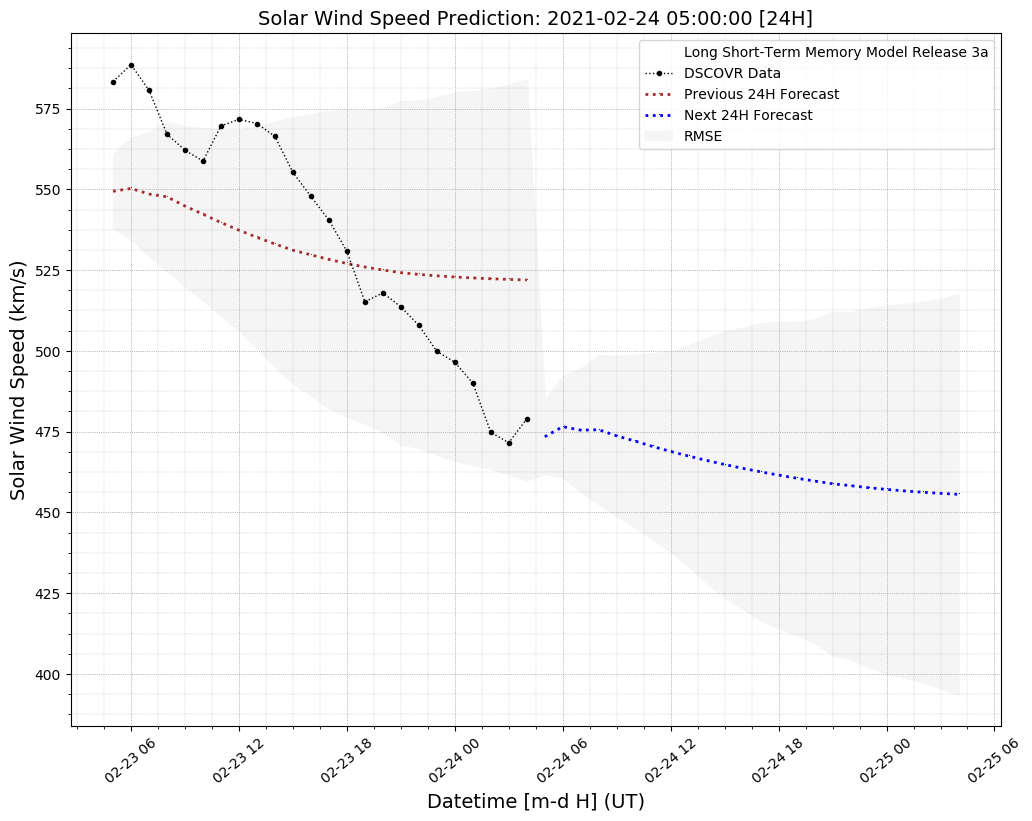 Solar Wind Speed Prediction: 2021-02-24 05:00:00 [24H]
Long Short-Term Memory Model Release 3a
DSCOVR Data
Previous 24H Forecast
Next 24H Forecast
RMSE
Solar Wind Speed (km/s)
575
550
525
500
475
450
425
400
02-23 06
02-23 12
02-23 18
02-24 00
02-24 06
02-24 12
02-24 18
02-25 00
02-25 06
Datetime [m-d H] (UT)